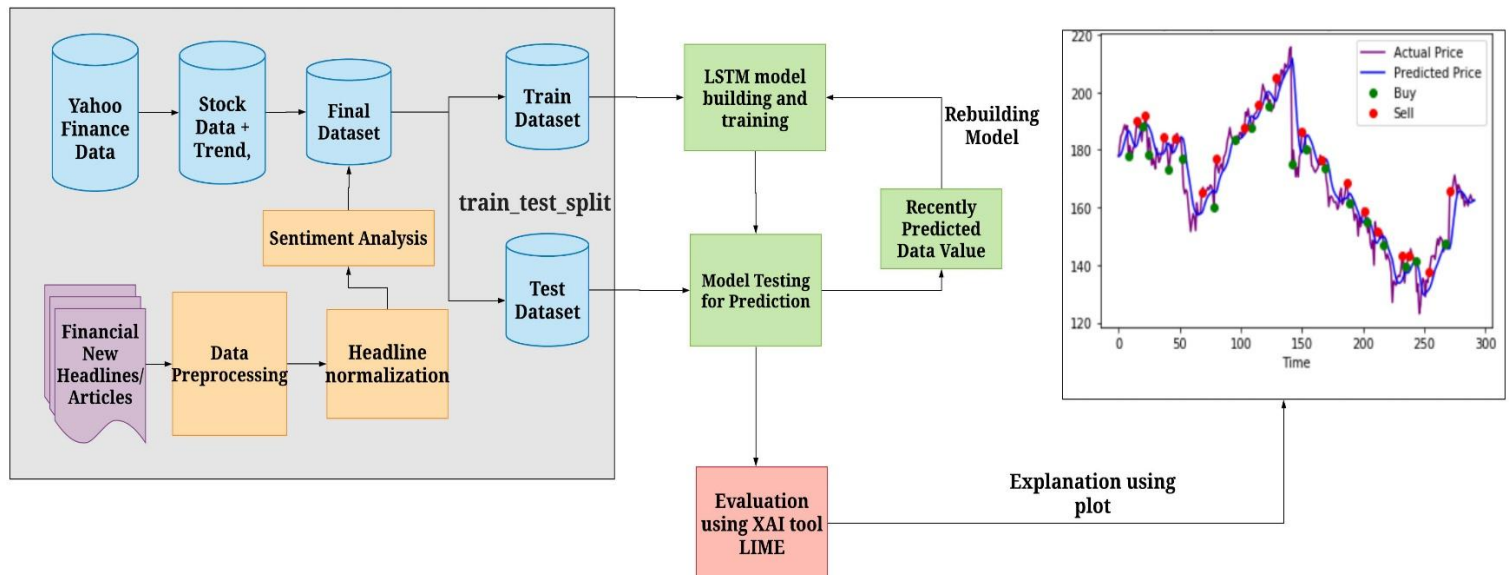 Yahoo
Finance
Data
Stock
Data +
Trend,
Final
Dataset
Train
Dataset
train_test_split
Test
Dataset
Sentiment Analysis
Financial
New
Headlines/
Articles
Data
Preprocessing
Headline
normalization
LSTM model
building and
training
Rebuilding
Model
Recently
Predicted
Data Value
Model Testing
for Prediction
Evaluation
using XAI tool
LIME
Explanation using
plot
220
200
180
160
140
120
0 50 100 150 200 250 300
Time
Actual Price
Predicted Price
Buy
Sell